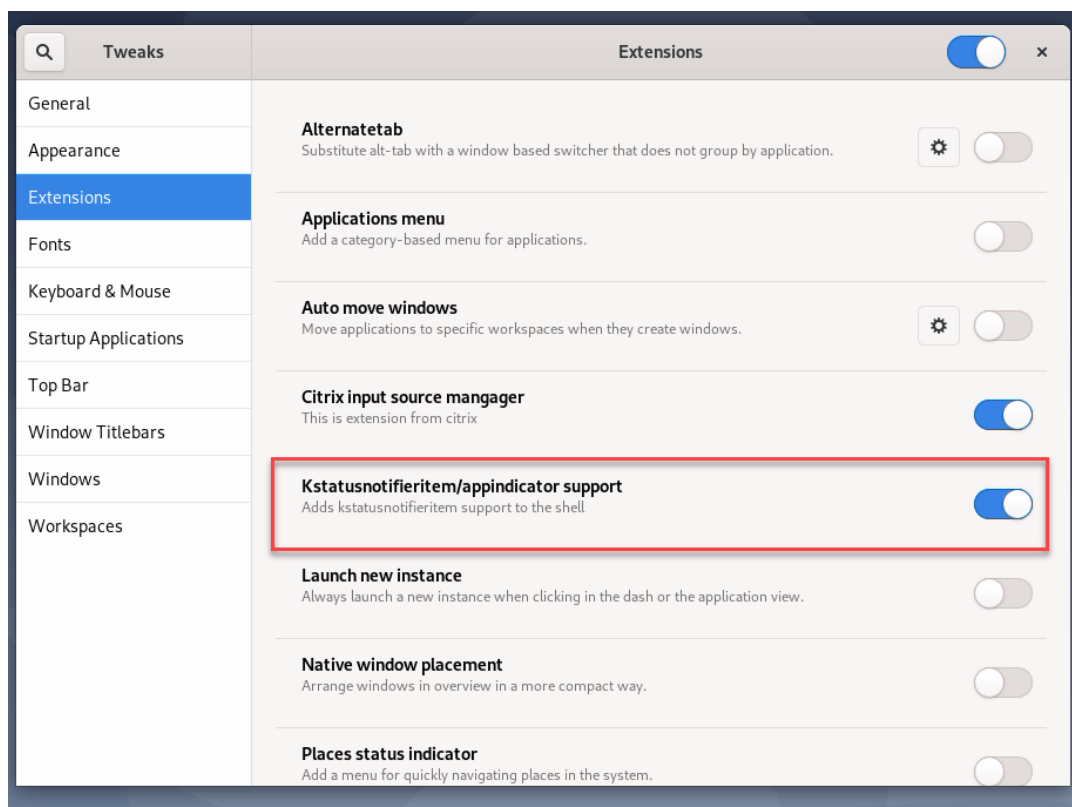 Tweaks
Extensions
General
Appearance
Extensions
Fonts
Keyboard & Mouse
Startup Applications
Top Bar
Window Titlebars
Windows
Workspaces
Alternatetab
Substitute alt-tab with a window based switcher that does not group by application.
Applications menu
Add a category-based menu for applications.
Auto move windows
Move applications to specific workspaces when they create windows.
Citrix input source mangager
This is extension from citrix
Kstatusnotifieritem/appindicator support
Adds kstatusnotifieritem support to the shell
Launch new instance
Always launch a new instance when clicking in the dash or the application view.
Native window placement
Arrange windows in overview in a more compact way.
Places status indicator
Add a menu for quickly navigating places in the system.